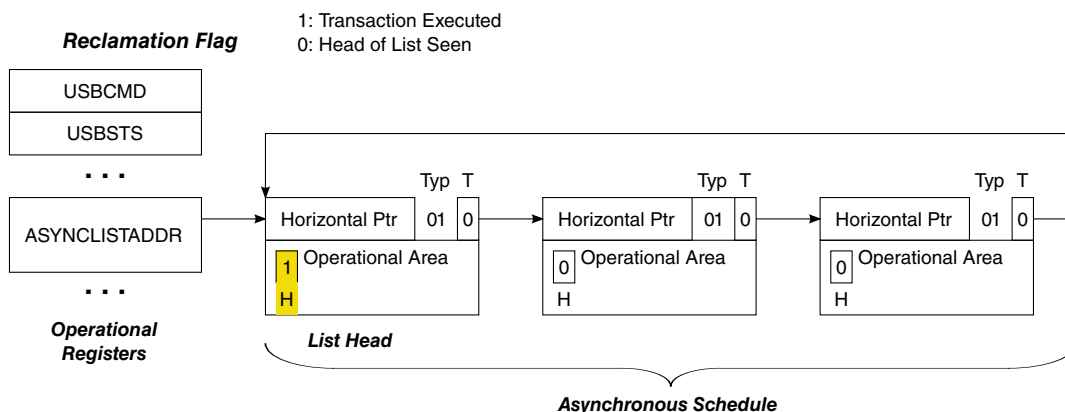 1: Transaction Executed
Reclamation Flag
0: Head of List Seen
USBCMD
USBSTS
. . .
Typ T
Typ T
Typ T
ASYNCLISTADDR
Horizontal Ptr 01 0
Horizontal Ptr 01 0
Horizontal Ptr 01 0
1 Operational Area
H
0 Operational Area
H
0 Operational Area
H
. . .
Operational
Registers
List Head
Asynchronous Schedule